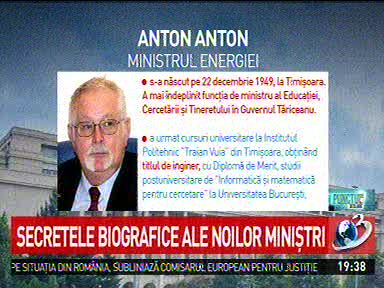 ANTON ANTON
MINISTRUL ENERGIEI
• s-a născut pe 22 decembrie 1949, la Timișoara.
A mai îndeplinit funcția de ministru al Educației,
Cercetării și Tineretului în Guvernul Tăriceanu.
• a urmat cursuri universitare la Institutul
Politehnic "Traian Vuia" din Timișoara, obținând
titlul de inginer, cu Diplomă de Merit, studii
postuniversitare de "Informatică și matematică
pentru cercetare" la Universitatea București,
PUNCTUL
SECRETELE BIOGRAFICE ALE NOILOR MINIȘTRI
3
PE SITUAȚIA DIN ROMÂNIA, SUBLINIAZĂ COMISARUL EUROPEAN PENTRU JUSTIȚIE
19:38